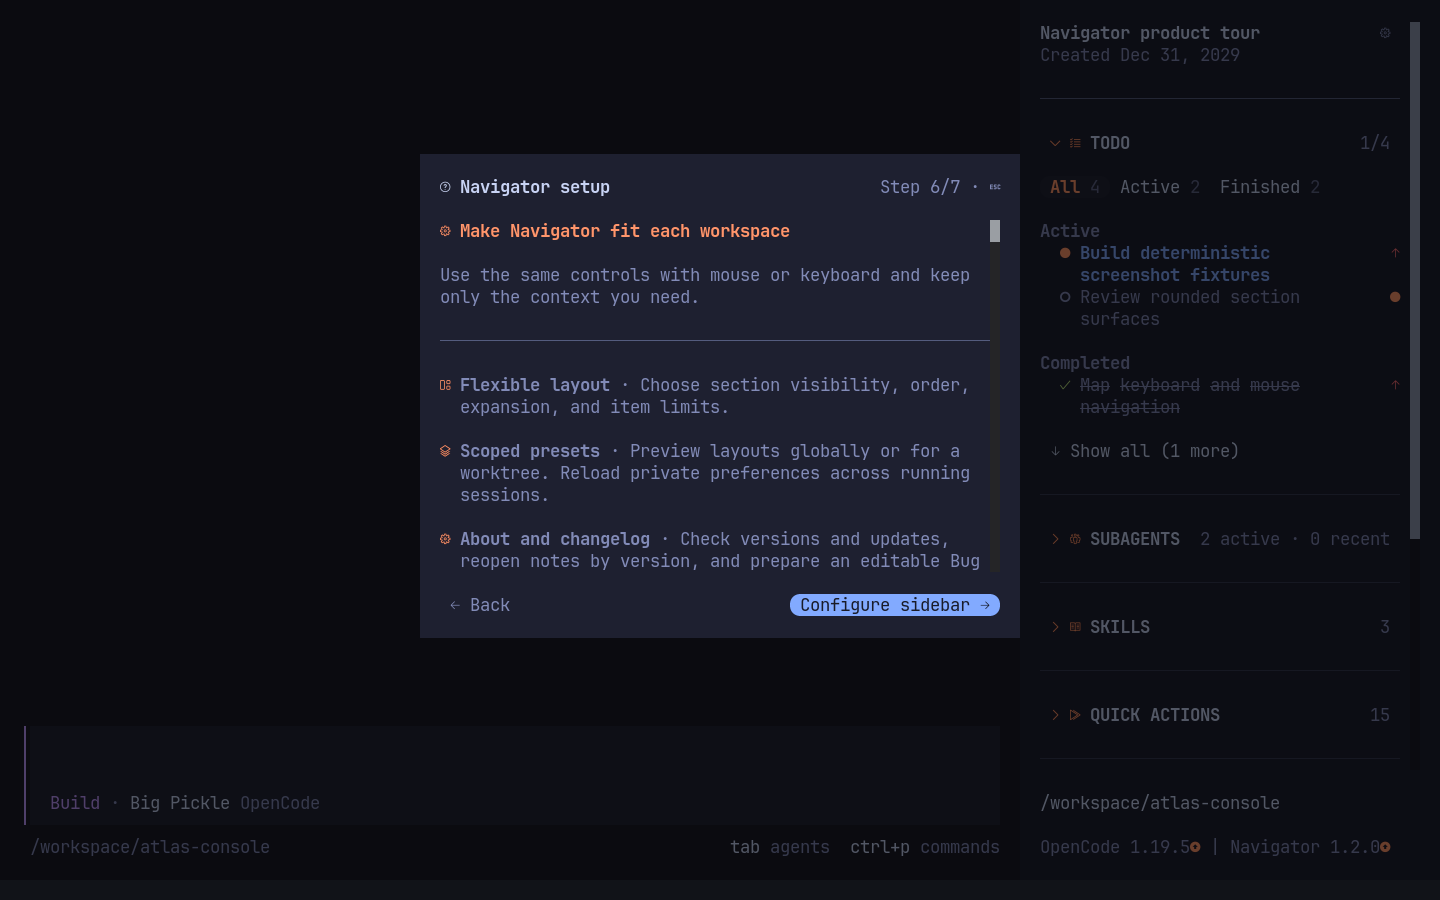 Navigator setup
Step 6/7 · ESC
Make Navigator fit each workspace
Use the same controls with mouse or keyboard and keep
only the context you need.
Flexible layout · Choose section visibility, order,
expansion, and item limits.
Scoped presets · Preview layouts globally or for a
worktree. Reload private preferences across running
sessions.
About and changelog · Check versions and updates,
reopen notes by version, and prepare an editable Bug
← Back
Configure sidebar →
Build · Big Pickle OpenCode
/workspace/atlas-console
tab agents ctrl+p commands
Navigator product tour
Created Dec 31, 2029
TODO 1/4
All 4 Active 2 Finished 2
Active
Build deterministic ↑
screenshot fixtures
Review rounded section
surfaces
Completed
✓ Map keyboard and mouse ↑
navigation
↓ Show all (1 more)
SUBAGENTS 2 active · 0 recent
SKILLS 3
QUICK ACTIONS 15
/workspace/atlas-console
OpenCode 1.19.5 | Navigator 1.2.0